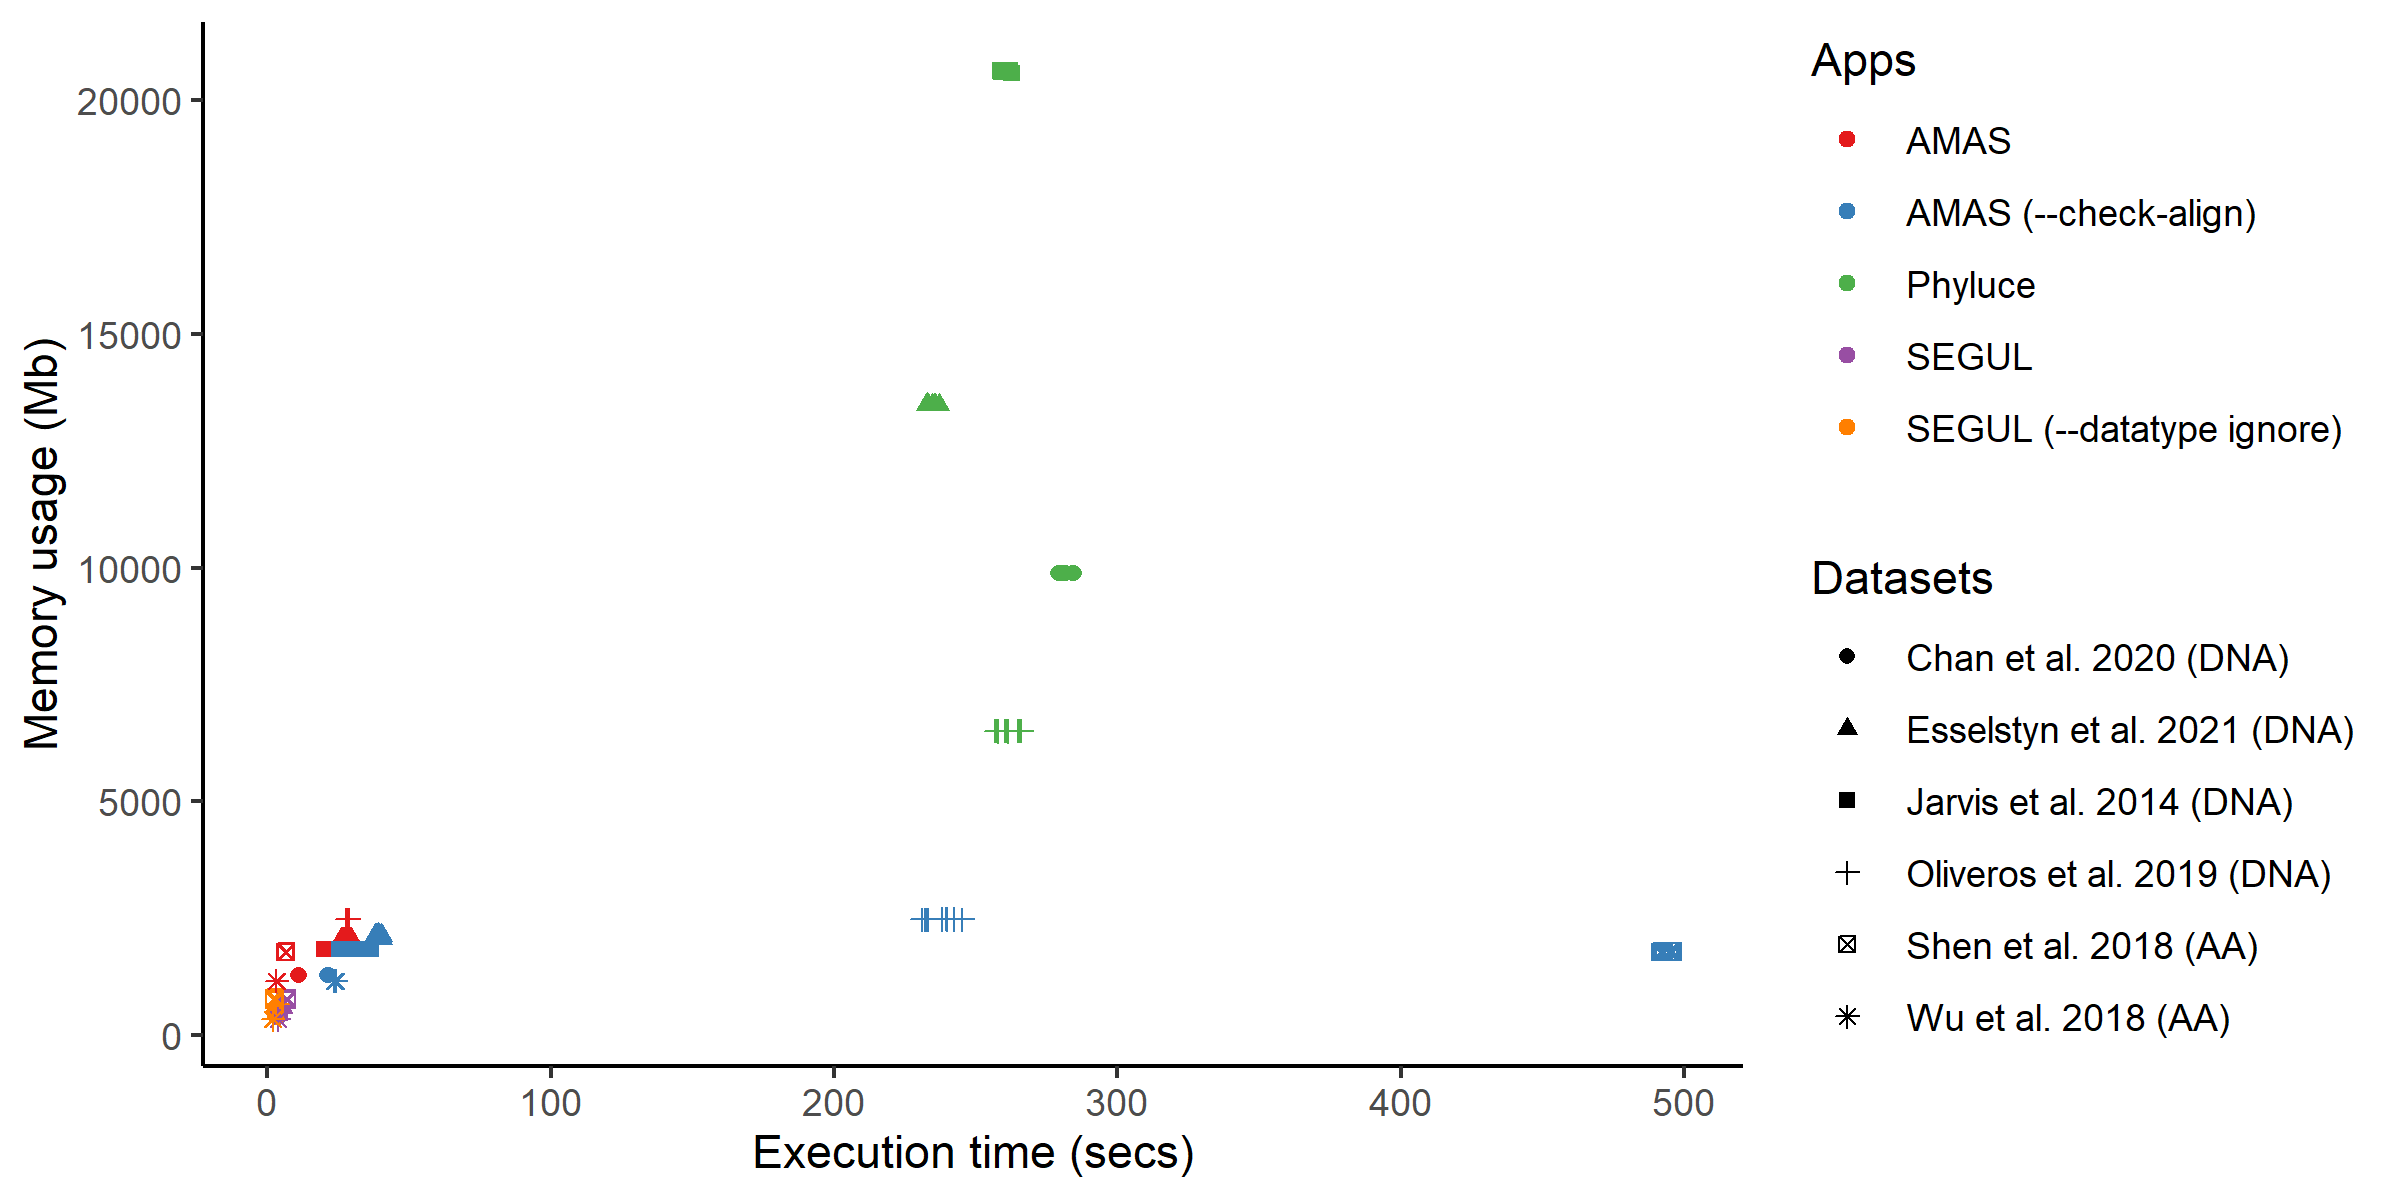 Memory usage (Mb)
20000
15000
10000
5000
0
0 100 200 300 400 500
Execution time (secs)
Apps
AMAS
AMAS (--check-align)
Phyluce
SEGUL
SEGUL (--datatype ignore)
Datasets
Chan et al. 2020 (DNA)
Esselstyn et al. 2021 (DNA)
Jarvis et al. 2014 (DNA)
Oliveros et al. 2019 (DNA)
Shen et al. 2018 (AA)
Wu et al. 2018 (AA)